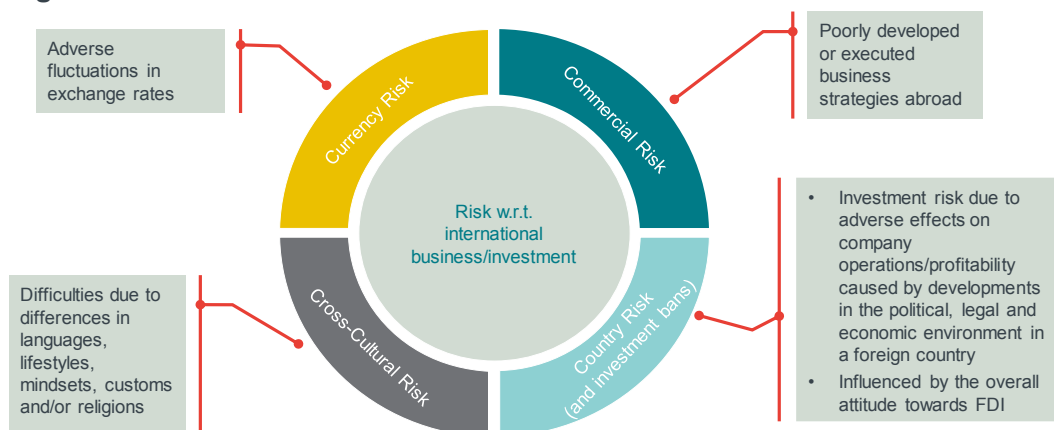 Adverse
fluctuations in
exchange rates
Currency Risk
Commercial Risk
Poorly developed
or executed
business
strategies abroad
Risk w.r.t.
international
business/investment
Difficulties due to
differences in
languages,
lifestyles,
mindsets, customs
and/or religions
Cross-Cultural Risk
Country Risk
(and investment bans)
• Investment risk due to
adverse effects on
company
operations/profitability
caused by developments
in the political, legal and
economic environment in
a foreign country
• Influenced by the overall
attitude towards FDI